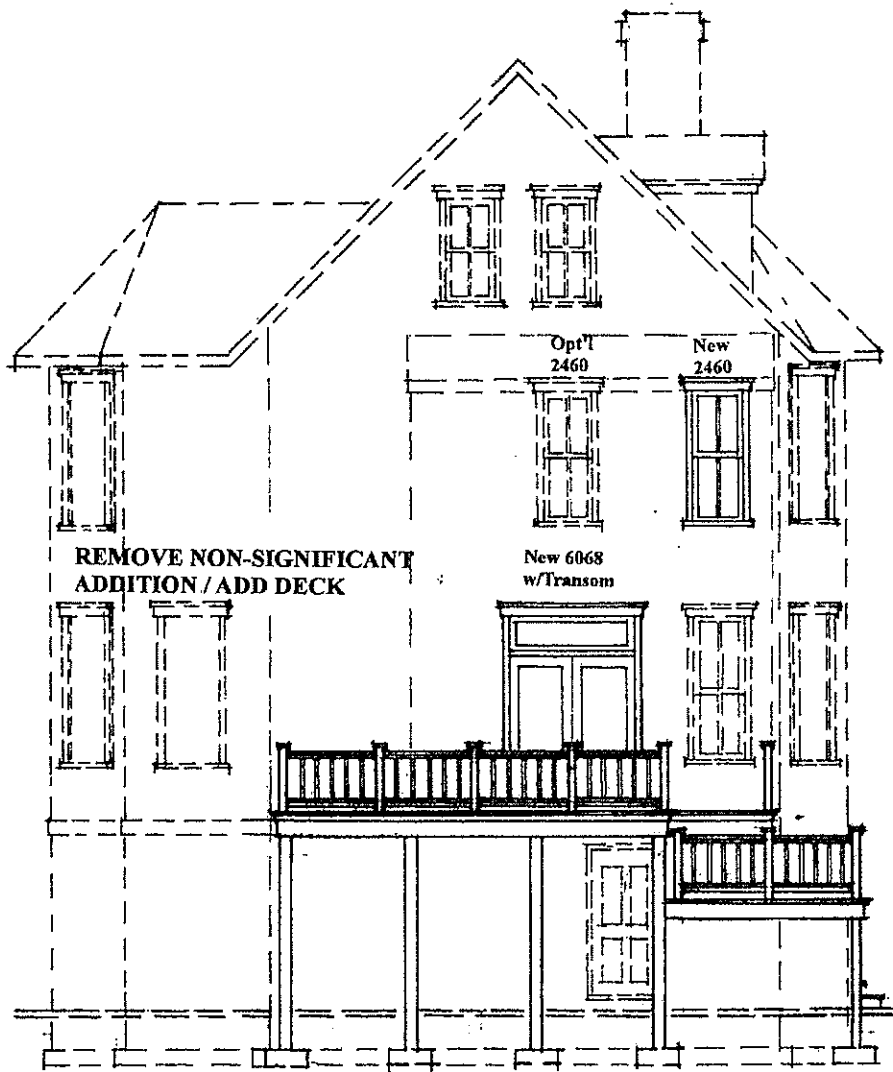 Opt'l
2460
New
2460
REMOVE NON-SIGNIFICANT
ADDITION / ADD DECK
New 6068
w/Transom